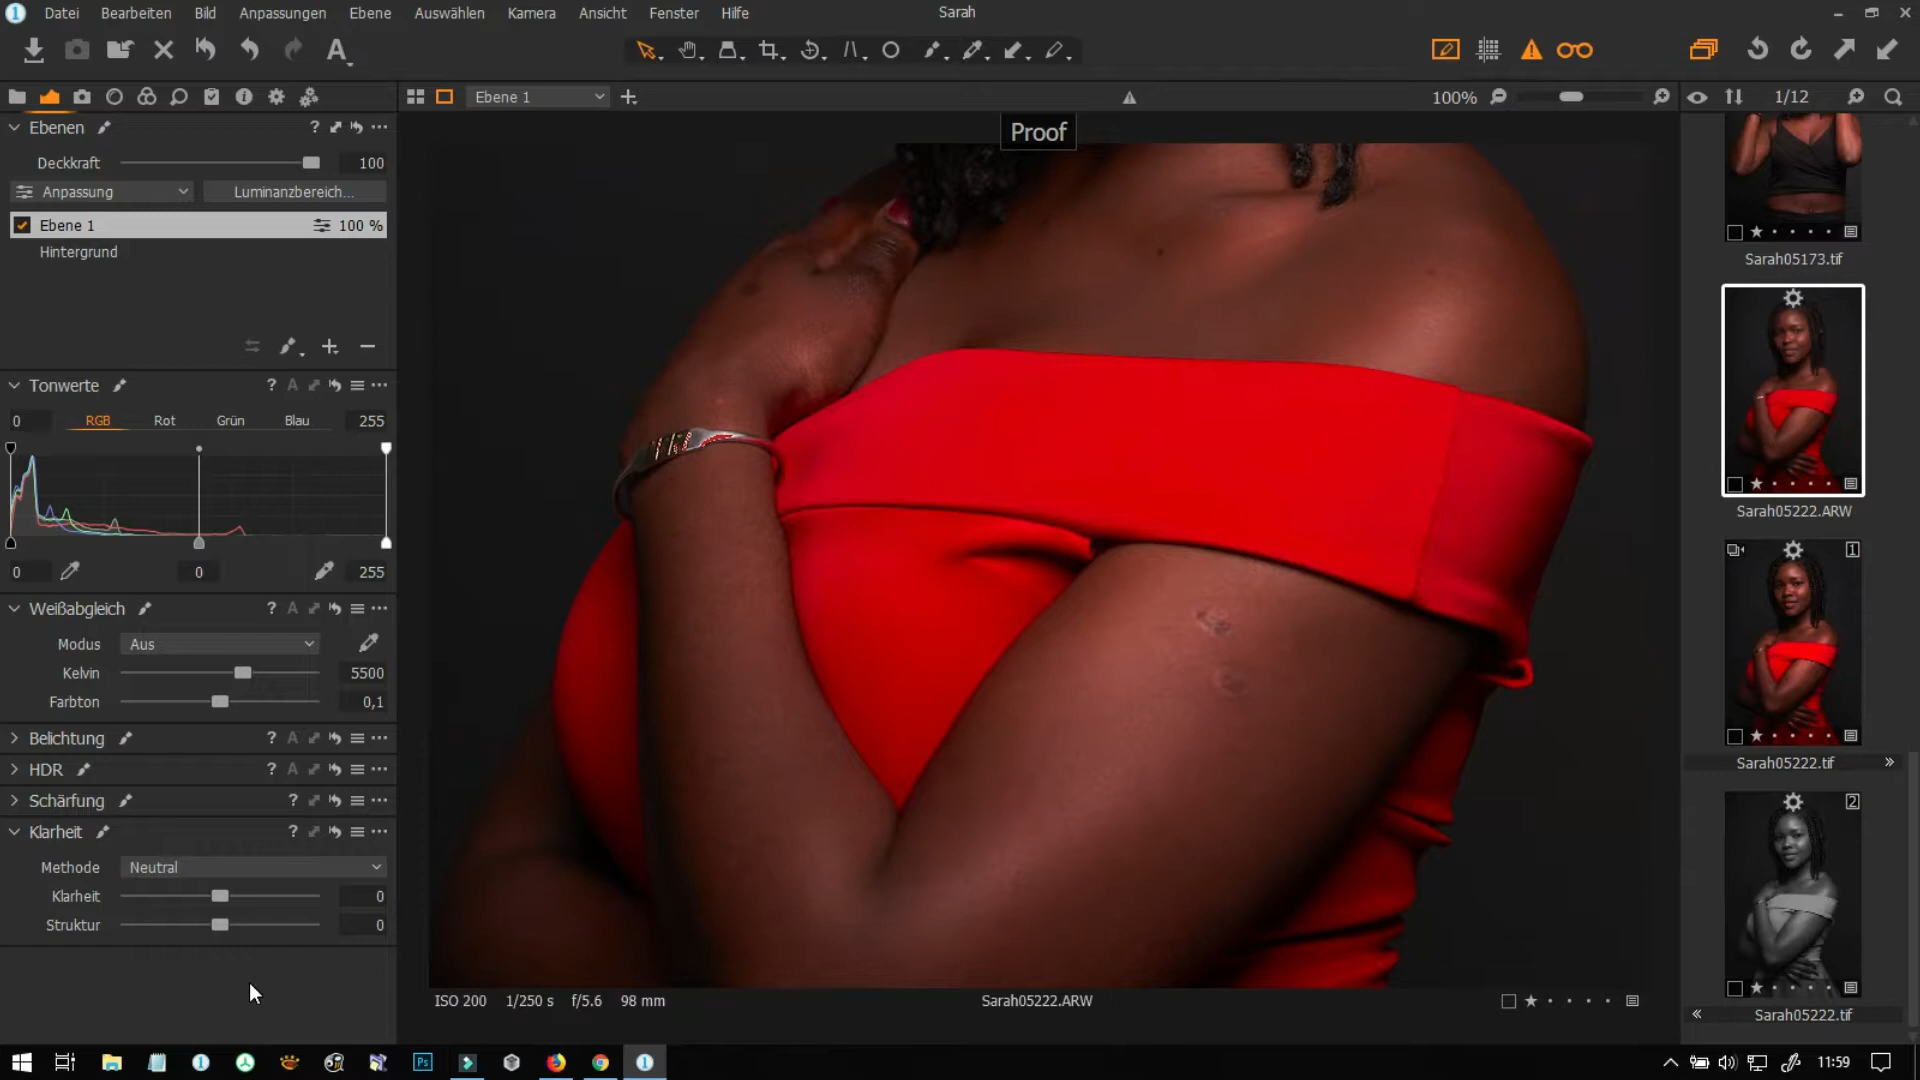 Datei Bearbeiten Bild Anpassungen Ebene Auswählen Kamera Ansicht Fenster Hilfe
Sarah
Ebene 1
100%
1/12
Proof
Ebenen
Deckkraft 100
Anpassung
Luminanzbereich...
Ebene 1 100 %
Hintergrund
Tonwerte
0 RGB Rot Grün Blau 255
0 0 255
Weißabgleich
Modus Aus
Kelvin 5500
Farbton 0,1
Belichtung
HDR
Schärfung
Klarheit
Methode Neutral
Klarheit 0
Struktur 0
ISO 200 1/250 s f/5.6 98 mm
Sarah05222.ARW
Sarah05173.tif
Sarah05222.ARW
1
Sarah05222.tif
2
Sarah05222.tif
Ps
11:59